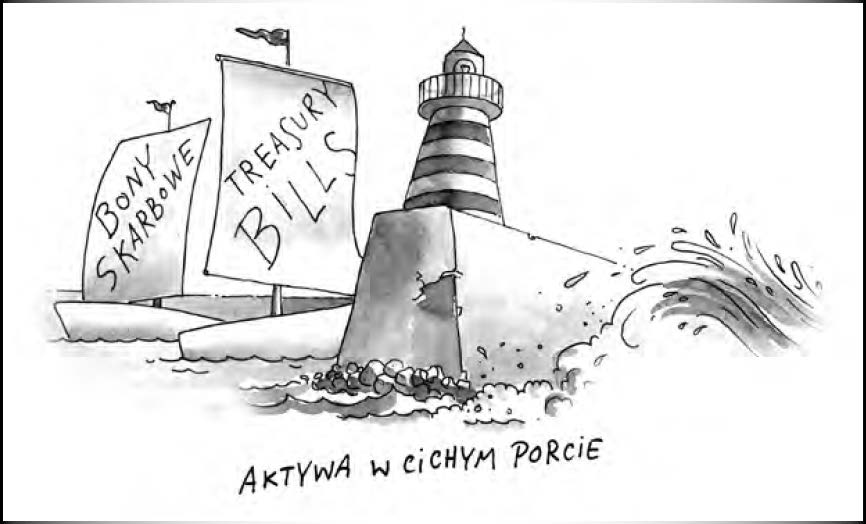 BONY
SKARBOWE
TREASURY
BiLLS
AKTYWA W CiCHYM PORCiE